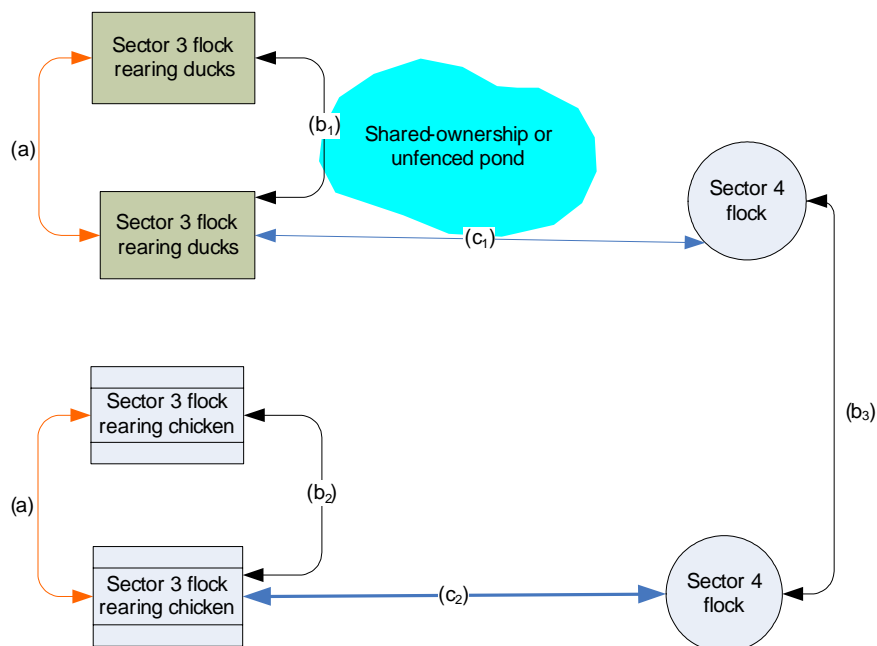 Sector 3 flock
rearing ducks
(b₁)
Shared-ownership or
unfenced pond
(a)
Sector 4
flock
Sector 3 flock
rearing ducks
(c₁)
Sector 3 flock
rearing chicken
(b₃)
(b₂)
(a)
Sector 3 flock
rearing chicken
(c₂)
Sector 4
flock